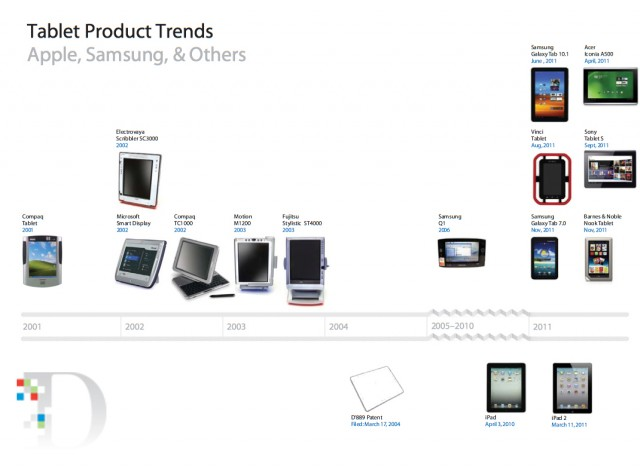 Tablet Product Trends
Apple, Samsung, & Others
Samsung
Galaxy Tab 10.1
June, 2011
Acer
Iconia A500
April, 2011
Electrovaya
Scribbler SC3000
2002
Vinci
Tablet
Aug, 2011
Sony
Tablet S
Sept, 2011
Compaq
Tablet
2001
Microsoft
Smart Display
2002
Compaq
TC1000
2002
Motion
M1200
2003
Fujitsu
Stylistic ST4000
2003
Samsung
Q1
2006
Samsung
Galaxy Tab 7.0
Nov, 2011
Barnes & Noble
Nook Tablet
Nov, 2011
2001
2002
2003
2004
2005–2010
2011
D'889 Patent
Filed: March 17, 2004
iPad
April 3, 2010
iPad 2
March 11, 2011
D